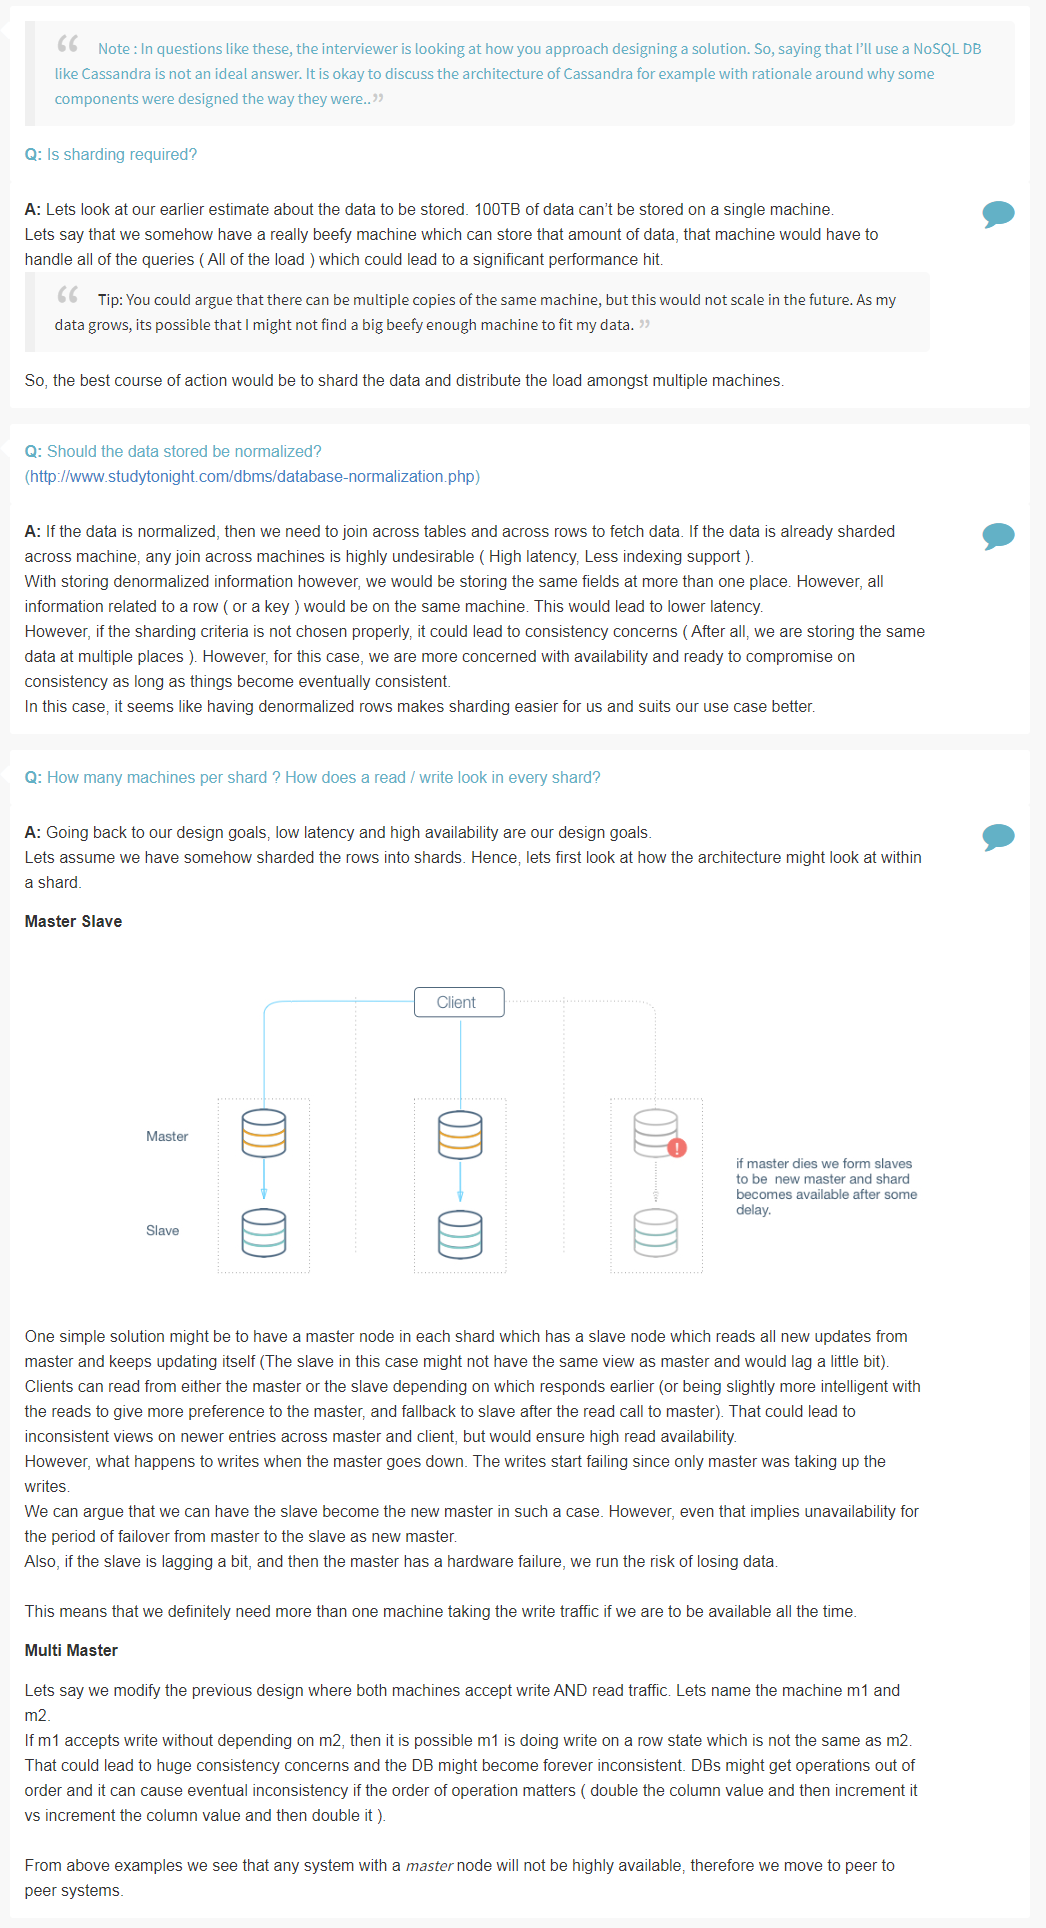 Note : In questions like these, the interviewer is looking at how you approach designing a solution. So, saying that I’ll use a NoSQL DB
like Cassandra is not an ideal answer. It is okay to discuss the architecture of Cassandra for example with rationale around why some
components were designed the way they were..
Q: Is sharding required?
A: Lets look at our earlier estimate about the data to be stored. 100TB of data can’t be stored on a single machine.
Lets say that we somehow have a really beefy machine which can store that amount of data, that machine would have to
handle all of the queries ( All of the load ) which could lead to a significant performance hit.
Tip: You could argue that there can be multiple copies of the same machine, but this would not scale in the future. As my
data grows, its possible that I might not find a big beefy enough machine to fit my data.
So, the best course of action would be to shard the data and distribute the load amongst multiple machines.
Q: Should the data stored be normalized?
(http://www.studytonight.com/dbms/database-normalization.php)
A: If the data is normalized, then we need to join across tables and across rows to fetch data. If the data is already sharded
across machine, any join across machines is highly undesirable ( High latency, Less indexing support ).
With storing denormalized information however, we would be storing the same fields at more than one place. However, all
information related to a row ( or a key ) would be on the same machine. This would lead to lower latency.
However, if the sharding criteria is not chosen properly, it could lead to consistency concerns ( After all, we are storing the same
data at multiple places ). However, for this case, we are more concerned with availability and ready to compromise on
consistency as long as things become eventually consistent.
In this case, it seems like having denormalized rows makes sharding easier for us and suits our use case better.
Q: How many machines per shard ? How does a read / write look in every shard?
A: Going back to our design goals, low latency and high availability are our design goals.
Lets assume we have somehow sharded the rows into shards. Hence, lets first look at how the architecture might look at within
a shard.
Master Slave
Client
Master
if master dies we form slaves
to be new master and shard
becomes available after some
delay.
Slave
One simple solution might be to have a master node in each shard which has a slave node which reads all new updates from
master and keeps updating itself (The slave in this case might not have the same view as master and would lag a little bit).
Clients can read from either the master or the slave depending on which responds earlier (or being slightly more intelligent with
the reads to give more preference to the master, and fallback to slave after the read call to master). That could lead to
inconsistent views on newer entries across master and client, but would ensure high read availability.
However, what happens to writes when the master goes down. The writes start failing since only master was taking up the
writes.
We can argue that we can have the slave become the new master in such a case. However, even that implies unavailability for
the period of failover from master to the slave as new master.
Also, if the slave is lagging a bit, and then the master has a hardware failure, we run the risk of losing data.
This means that we definitely need more than one machine taking the write traffic if we are to be available all the time.
Multi Master
Lets say we modify the previous design where both machines accept write AND read traffic. Lets name the machine m1 and
m2.
If m1 accepts write without depending on m2, then it is possible m1 is doing write on a row state which is not the same as m2.
That could lead to huge consistency concerns and the DB might become forever inconsistent. DBs might get operations out of
order and it can cause eventual inconsistency if the order of operation matters ( double the column value and then increment it
vs increment the column value and then double it ).
From above examples we see that any system with a master node will not be highly available, therefore we move to peer to
peer systems.